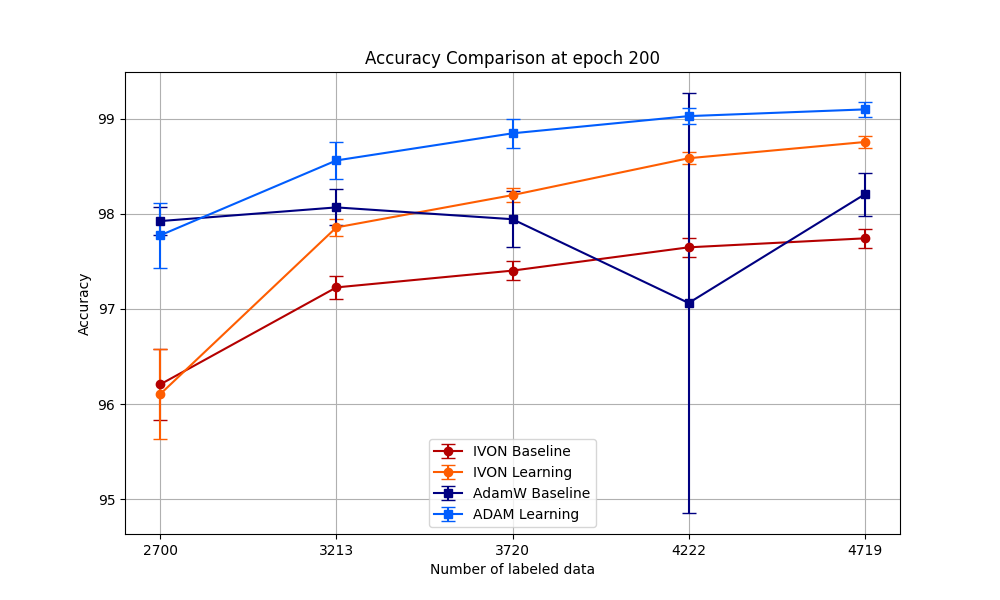 Accuracy Comparison at epoch 200
Accuracy
99
98
97
96
95
IVON Baseline
IVON Learning
AdamW Baseline
ADAM Learning
2700 3213 3720 4222 4719
Number of labeled data